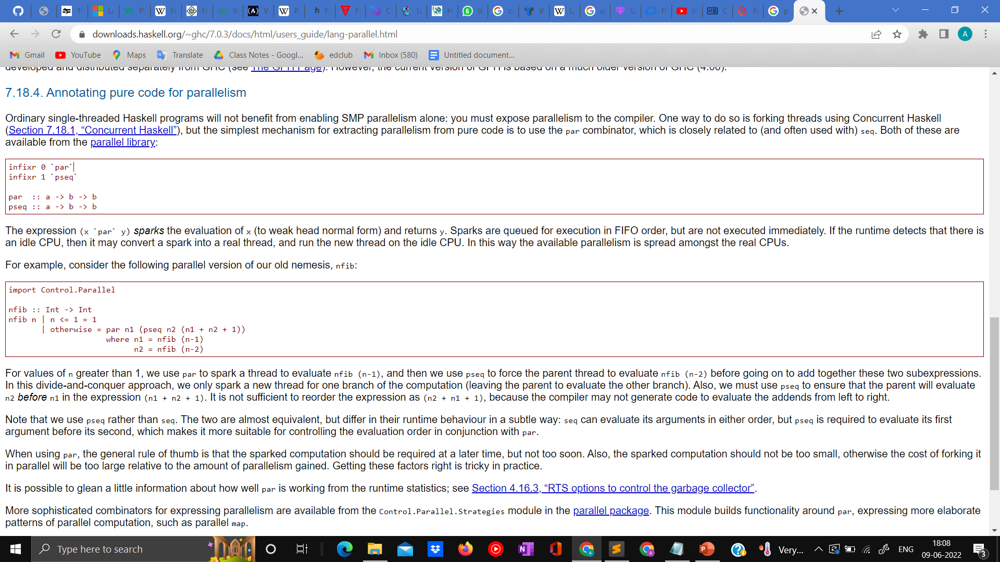 downloads.haskell.org/~ghc/7.0.3/docs/html/users_guide/lang-parallel.html
A
Gmail YouTube Maps Translate Class Notes - Googl... edclub Inbox (580) Untitled document...
developed and distributed separately from GHC (see The GPH Page). However, the current version of GPH is based on a much older version of GHC (4.06).
7.18.4. Annotating pure code for parallelism
Ordinary single-threaded Haskell programs will not benefit from enabling SMP parallelism alone: you must expose parallelism to the compiler. One way to do so is forking threads using Concurrent Haskell
(Section 7.18.1, “Concurrent Haskell”), but the simplest mechanism for extracting parallelism from pure code is to use the par combinator, which is closely related to (and often used with) seq. Both of these are
available from the parallel library:
infixr 0 `par`
infixr 1 `pseq`
par  :: a -> b -> b
pseq :: a -> b -> b
The expression (x `par` y) sparks the evaluation of x (to weak head normal form) and returns y. Sparks are queued for execution in FIFO order, but are not executed immediately. If the runtime detects that there is
an idle CPU, then it may convert a spark into a real thread, and run the new thread on the idle CPU. In this way the available parallelism is spread amongst the real CPUs.
For example, consider the following parallel version of our old nemesis, nfib:
import Control.Parallel
nfib :: Int -> Int
nfib n | n <= 1 = 1
| otherwise = par n1 (pseq n2 (n1 + n2 + 1))
where n1 = nfib (n-1)
n2 = nfib (n-2)
For values of n greater than 1, we use par to spark a thread to evaluate nfib (n-1), and then we use pseq to force the parent thread to evaluate nfib (n-2) before going on to add together these two subexpressions.
In this divide-and-conquer approach, we only spark a new thread for one branch of the computation (leaving the parent to evaluate the other branch). Also, we must use pseq to ensure that the parent will evaluate
n2 before n1 in the expression (n1 + n2 + 1). It is not sufficient to reorder the expression as (n2 + n1 + 1), because the compiler may not generate code to evaluate the addends from left to right.
Note that we use pseq rather than seq. The two are almost equivalent, but differ in their runtime behaviour in a subtle way: seq can evaluate its arguments in either order, but pseq is required to evaluate its first
argument before its second, which makes it more suitable for controlling the evaluation order in conjunction with par.
When using par, the general rule of thumb is that the sparked computation should be required at a later time, but not too soon. Also, the sparked computation should not be too small, otherwise the cost of forking it
in parallel will be too large relative to the amount of parallelism gained. Getting these factors right is tricky in practice.
It is possible to glean a little information about how well par is working from the runtime statistics; see Section 4.16.3, “RTS options to control the garbage collector”.
More sophisticated combinators for expressing parallelism are available from the Control.Parallel.Strategies module in the parallel package. This module builds functionality around par, expressing more elaborate
patterns of parallel computation, such as parallel map.
Type here to search
Very... ENG
18:08
09-06-2022
3